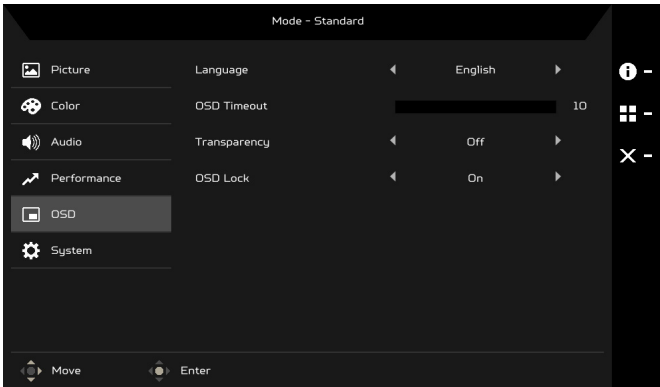 Mode - Standard
Picture
Language English
Color
OSD Timeout 10
Audio
Transparency Off
Performance
OSD Lock On
OSD
System
Move Enter